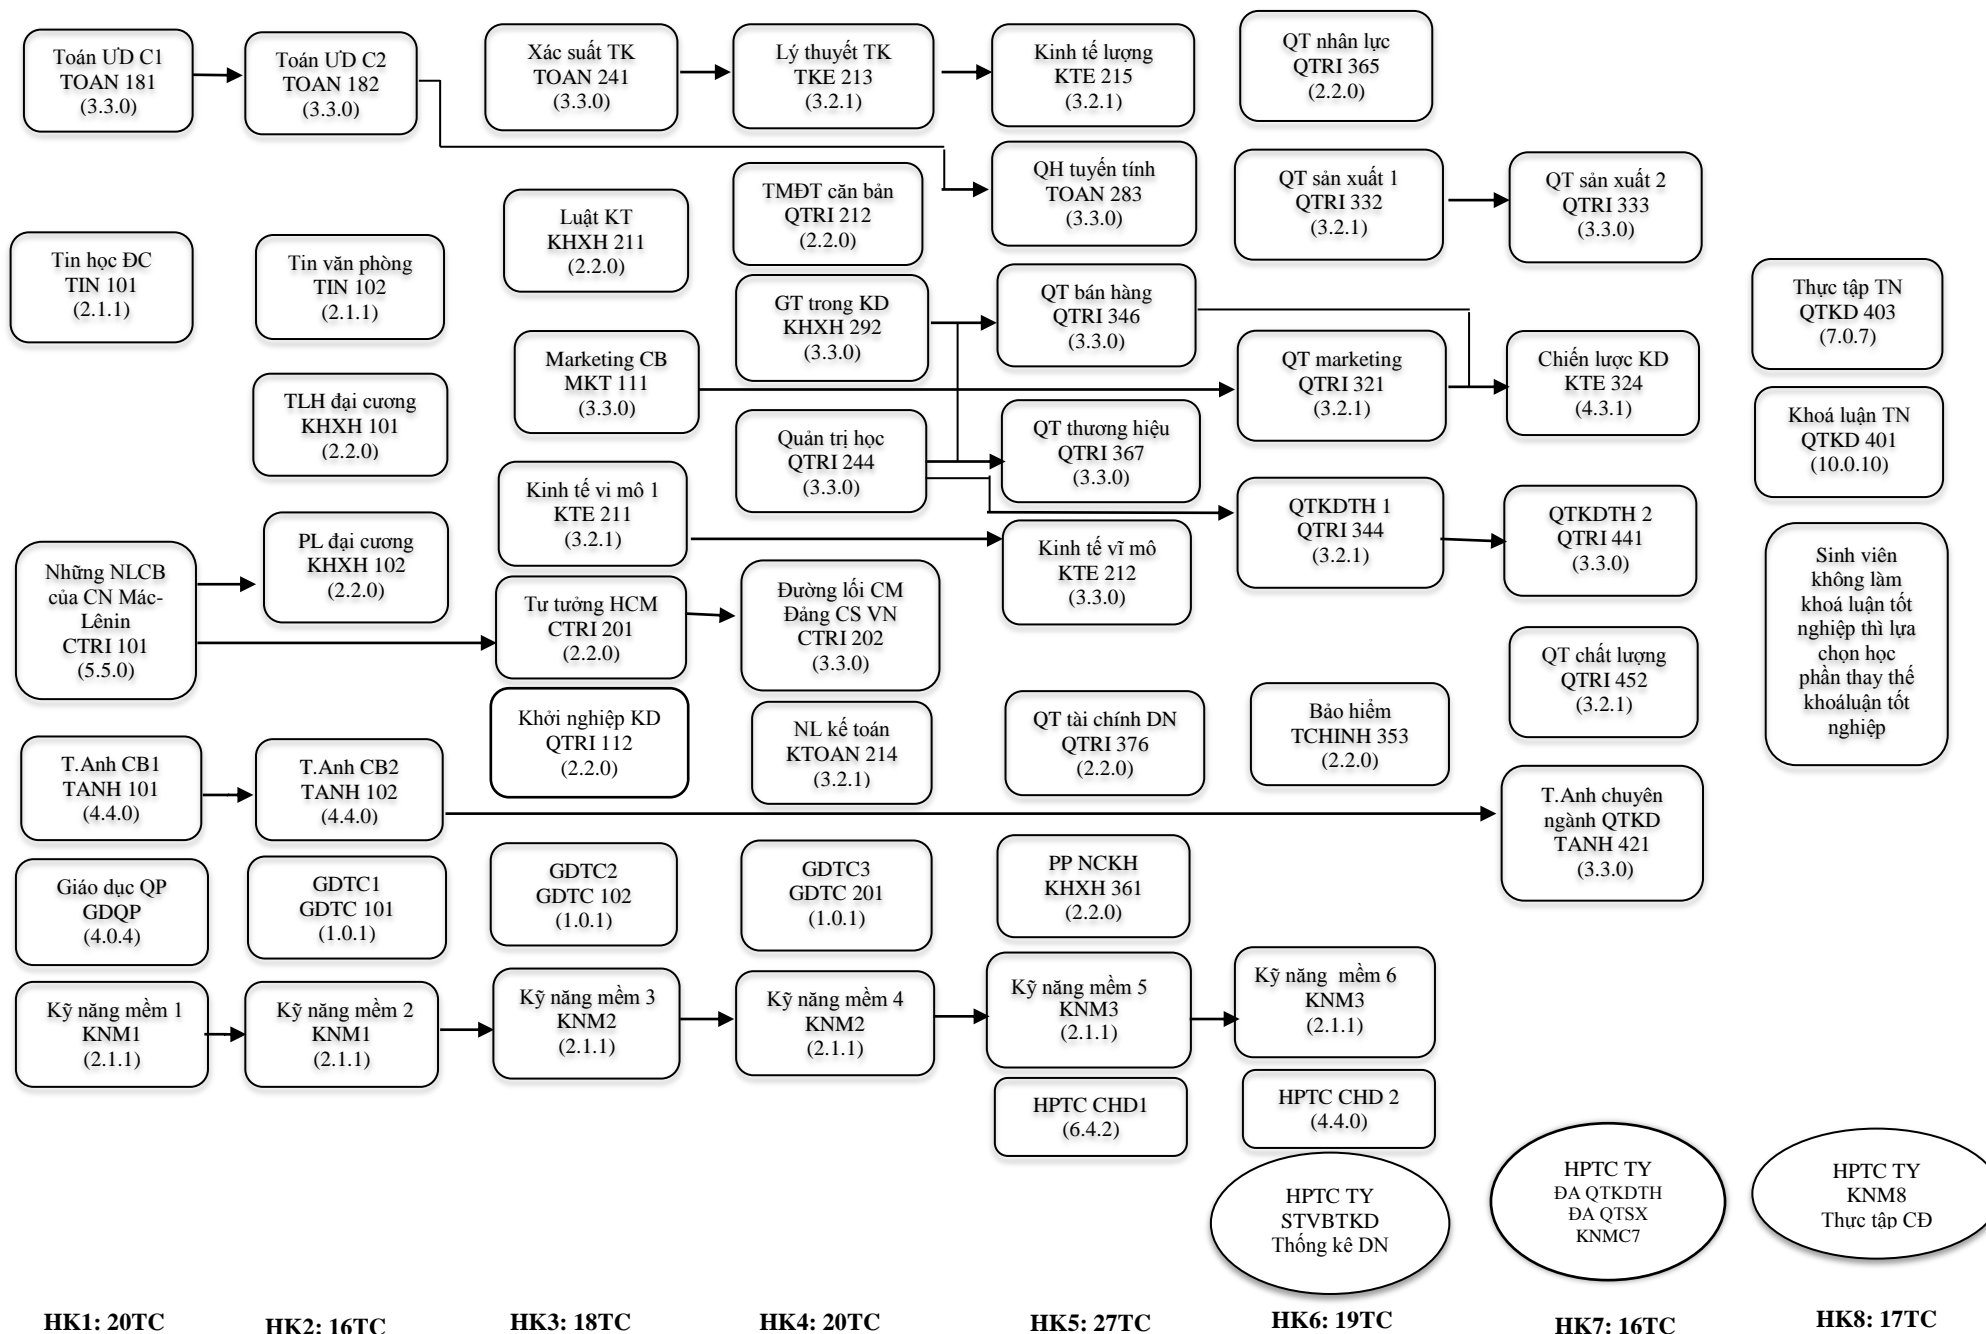 Toán ƯD C1
TOAN 181
(3.3.0)
Toán ƯD C2
TOAN 182
(3.3.0)
Xác suất TK
TOAN 241
(3.3.0)
Lý thuyết TK
TKE 213
(3.2.1)
Kinh tế lượng
KTE 215
(3.2.1)
QT nhân lực
QTRI 365
(2.2.0)
TMĐT căn bản
QTRI 212
(2.2.0)
QH tuyến tính
TOAN 283
(3.3.0)
QT sản xuất 1
QTRI 332
(3.2.1)
QT sản xuất 2
QTRI 333
(3.3.0)
Luật KT
KHXH 211
(2.2.0)
Tin học ĐC
TIN 101
(2.1.1)
Tin văn phòng
TIN 102
(2.1.1)
GT trong KD
KHXH 292
(3.3.0)
QT bán hàng
QTRI 346
(3.3.0)
Thực tập TN
QTKD 403
(7.0.7)
Marketing CB
MKT 111
(3.3.0)
QT marketing
QTRI 321
(3.2.1)
Chiến lược KD
KTE 324
(4.3.1)
TLH đại cương
KHXH 101
(2.2.0)
Quản trị học
QTRI 244
(3.3.0)
QT thương hiệu
QTRI 367
(3.3.0)
Khoá luận TN
QTKD 401
(10.0.10)
Kinh tế vi mô 1
KTE 211
(3.2.1)
QTKDTH 1
QTRI 344
(3.2.1)
QTKDTH 2
QTRI 441
(3.3.0)
PL đại cương
KHXH 102
(2.2.0)
Kinh tế vĩ mô
KTE 212
(3.3.0)
Những NLCB
của CN Mác-
Lênin
CTRI 101
(5.5.0)
Tư tưởng HCM
CTRI 201
(2.2.0)
Đường lối CM
Đảng CS VN
CTRI 202
(3.3.0)
Sinh viên
không làm
khoá luận tốt
nghiệp thì lựa
chọn học
phần thay thế
khoáluận tốt
nghiệp
QT chất lượng
QTRI 452
(3.2.1)
Khởi nghiệp KD
QTRI 112
(2.2.0)
NL kế toán
KTOAN 214
(3.2.1)
QT tài chính DN
QTRI 376
(2.2.0)
Bảo hiểm
TCHINH 353
(2.2.0)
T.Anh CB1
TANH 101
(4.4.0)
T.Anh CB2
TANH 102
(4.4.0)
T.Anh chuyên
ngành QTKD
TANH 421
(3.3.0)
Giáo dục QP
GDQP
(4.0.4)
GDTC1
GDTC 101
(1.0.1)
GDTC2
GDTC 102
(1.0.1)
GDTC3
GDTC 201
(1.0.1)
PP NCKH
KHXH 361
(2.2.0)
Kỹ năng mềm 1
KNM1
(2.1.1)
Kỹ năng mềm 2
KNM1
(2.1.1)
Kỹ năng mềm 3
KNM2
(2.1.1)
Kỹ năng mềm 4
KNM2
(2.1.1)
Kỹ năng mềm 5
KNM3
(2.1.1)
Kỹ năng mềm 6
KNM3
(2.1.1)
HPTC CHD1
(6.4.2)
HPTC CHD 2
(4.4.0)
HPTC TY
STVBTKD
Thống kê DN
HPTC TY
ĐA QTKDTH
ĐA QTSX
KNMC7
HPTC TY
KNM8
Thực tập CĐ
HK1: 20TC
HK2: 16TC
HK3: 18TC
HK4: 20TC
HK5: 27TC
HK6: 19TC
HK7: 16TC
HK8: 17TC